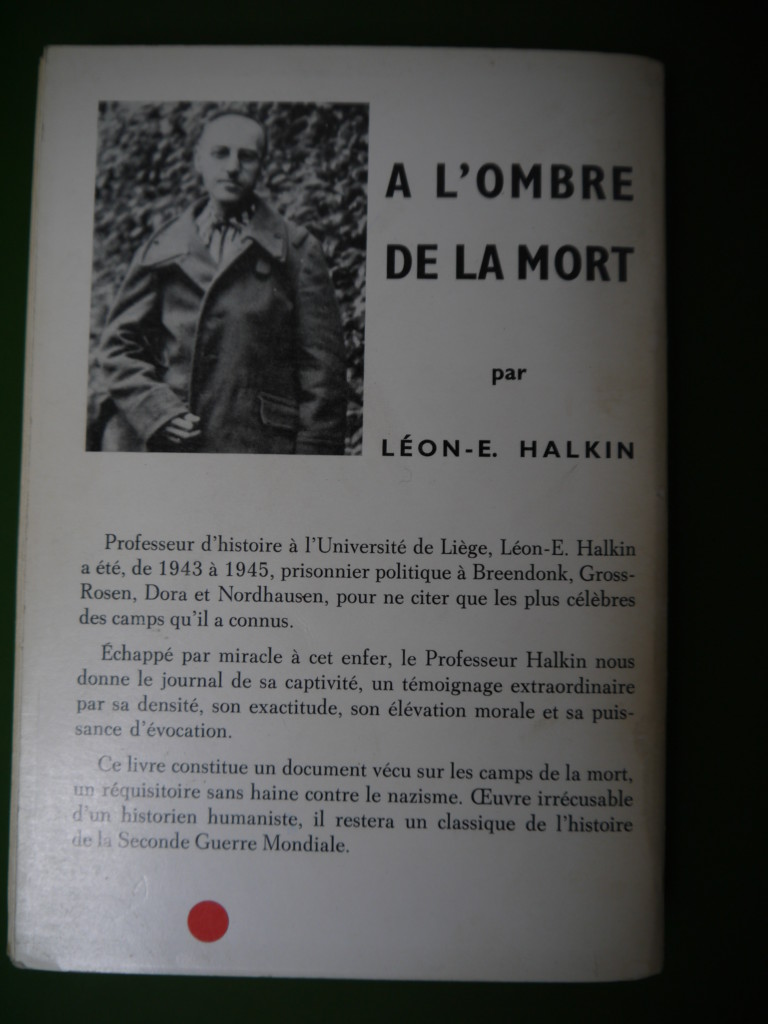 A L'OMBRE
DE LA MORT
par
LÉON-E. HALKIN
Professeur d'histoire à l'Université de Liège, Léon-E. Halkin
a été, de 1943 à 1945, prisonnier politique à Breendonk, Gross-
Rosen, Dora et Nordhausen, pour ne citer que les plus célèbres
des camps qu'il a connus.
Échappé par miracle à cet enfer, le Professeur Halkin nous
donne le journal de sa captivité, un témoignage extraordinaire
par sa densité, son exactitude, son élévation morale et sa puis-
sance d'évocation.
Ce livre constitue un document vécu sur les camps de la mort,
un réquisitoire sans haine contre le nazisme. Œuvre irrécusable
d'un historien humaniste, il restera un classique de l'histoire
de la Seconde Guerre Mondiale.